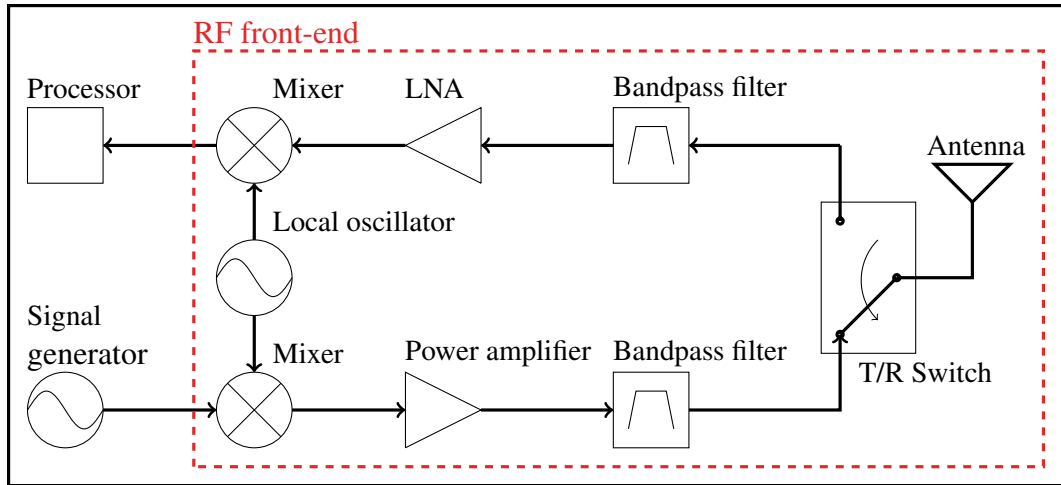 RF front-end
Processor
Mixer
LNA
Bandpass filter
Antenna
Local oscillator
Signal
generator
Mixer
Power amplifier
Bandpass filter
T/R Switch